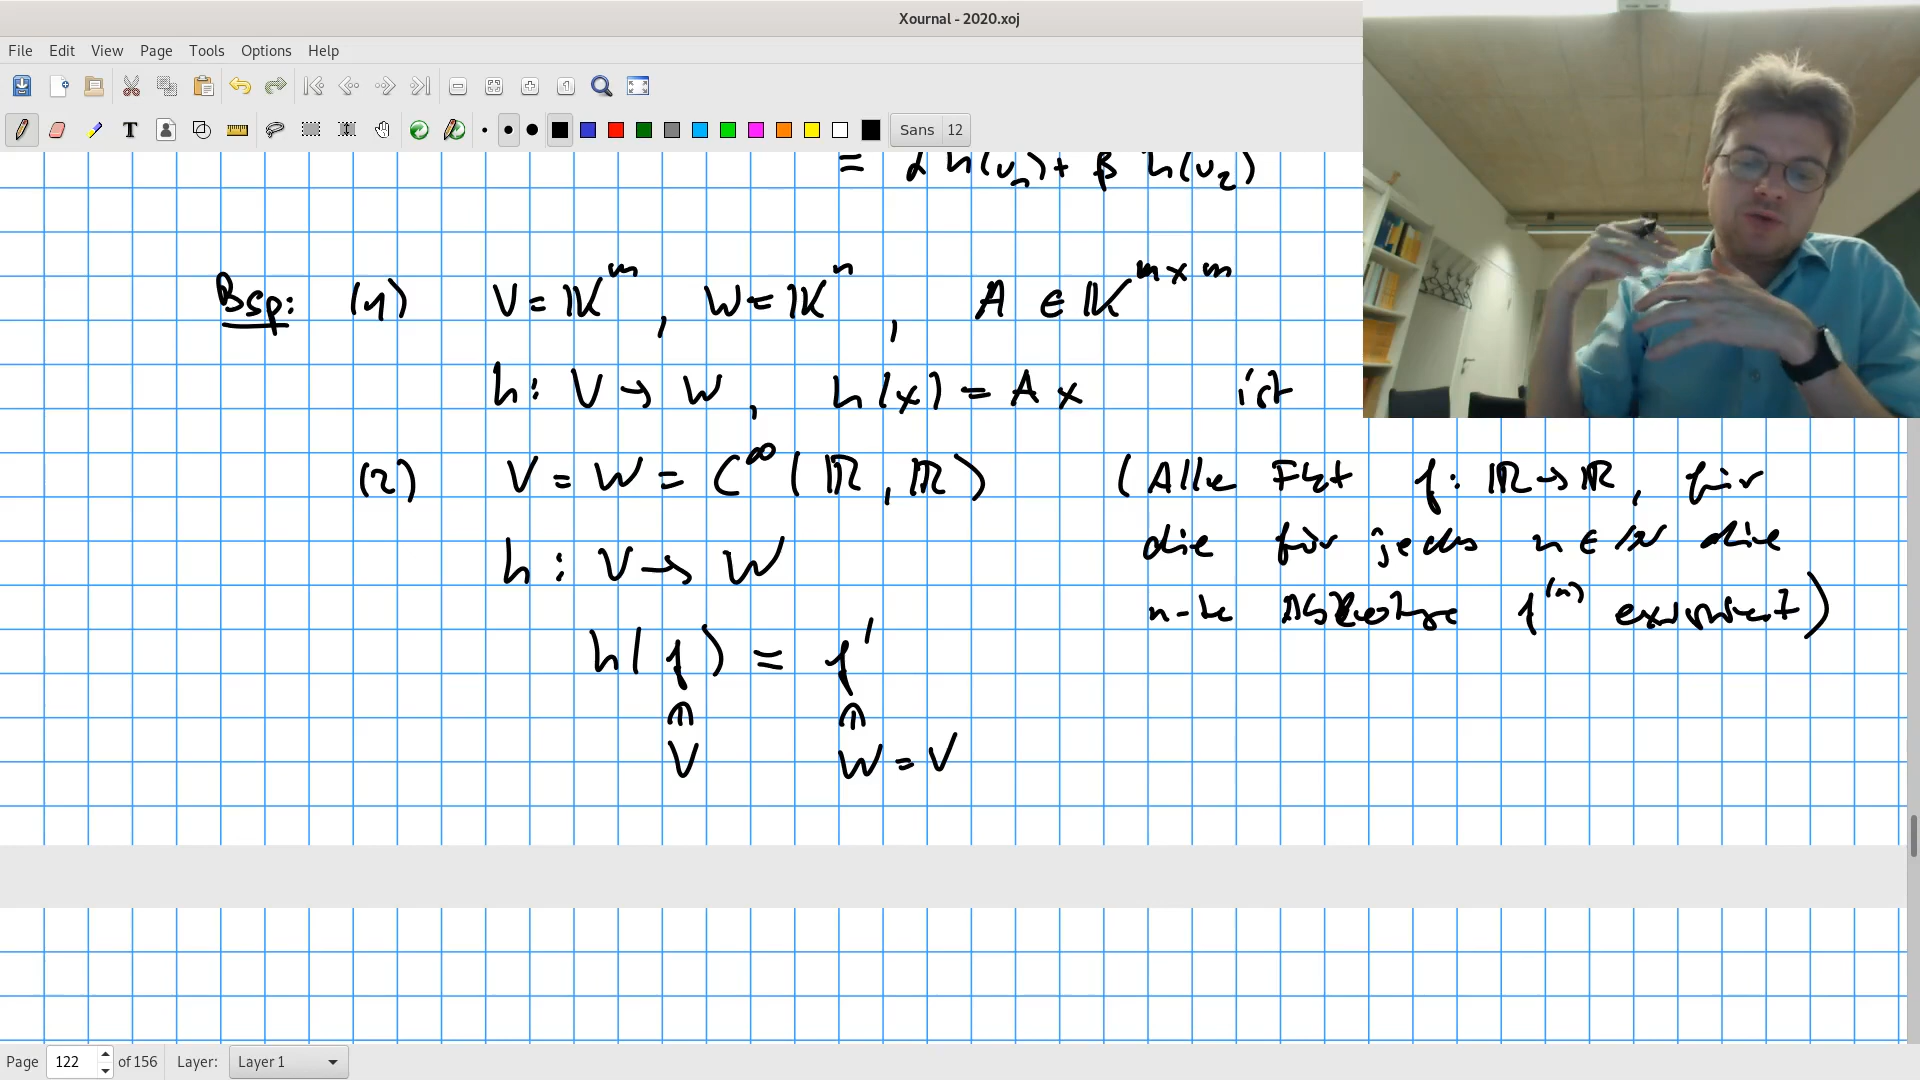 Xournal - 2020.xoj
File Edit View Page Tools Options Help
Sans 12
= α h(v₁) + β h(v₂)
Bsp: (1) V = 𝕂ᵐ, W = 𝕂ⁿ, A ∈ 𝕂^{m×m}
h: V → W, h(x) = A x ist
(2) V = W = C^∞(ℝ, ℝ) (Alle Fkt f: ℝ → ℝ, für
die für jedes n ∈ ℕ die
h: V → W
n-te Ableitung f⁽ⁿ⁾ existiert)
h(f) = f'
V W = V
Page 122 of 156 Layer: Layer 1